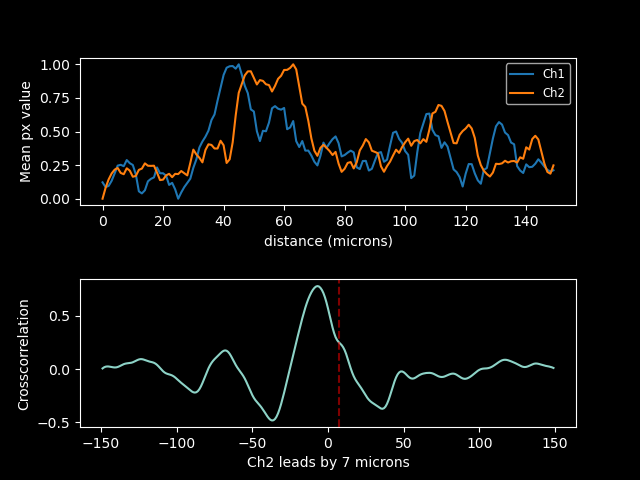 1.00
0.75
0.50
0.25
0.00
Mean px value
Ch1
Ch2
0 20 40 60 80 100 120 140
distance (microns)
0.5
0.0
−0.5
Crosscorrelation
−150 −100 −50 0 50 100 150
Ch2 leads by 7 microns